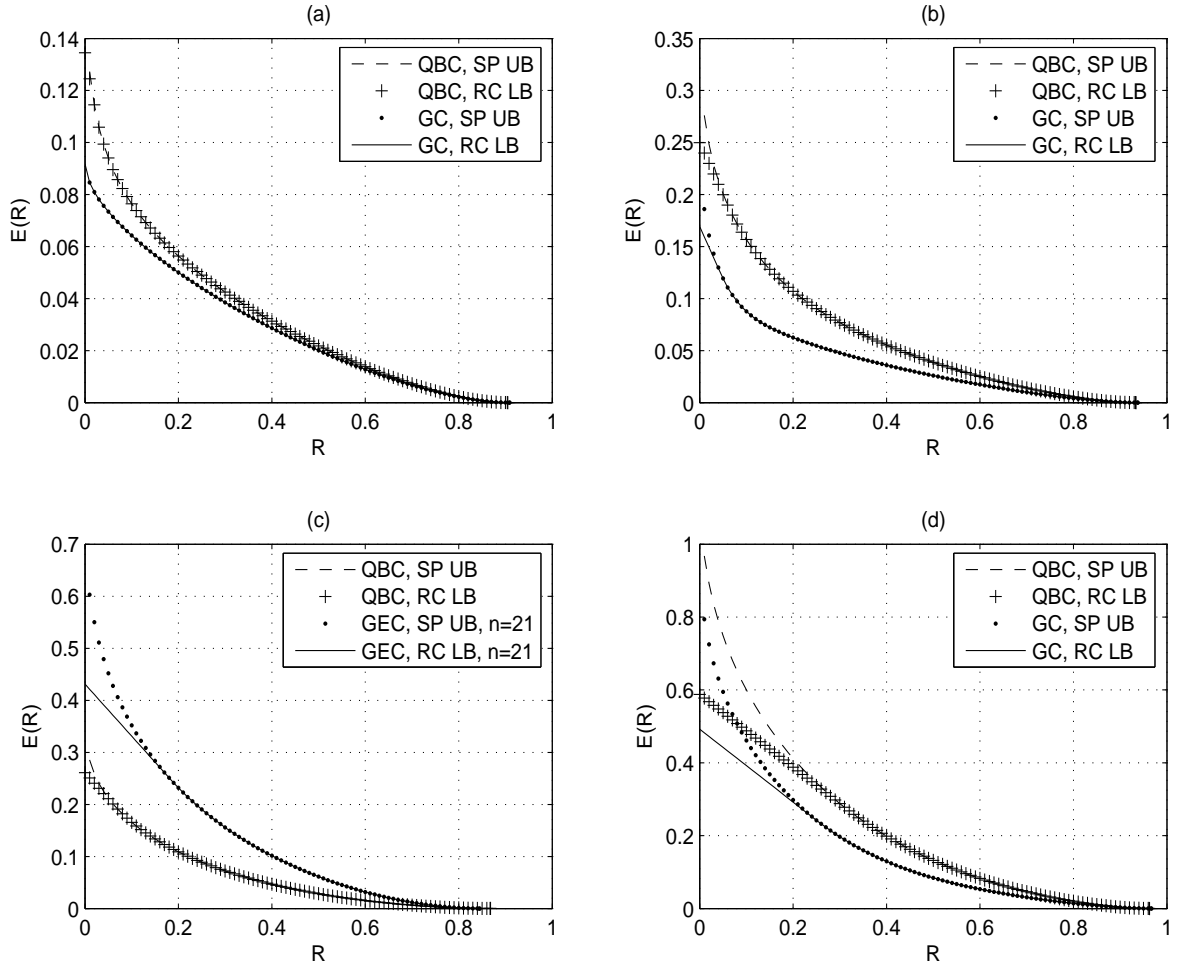 (a)
0.14
0.12
0.1
0.08
0.06
0.04
0.02
0
E(R)
0 0.2 0.4 0.6 0.8 1
R
QBC, SP UB
QBC, RC LB
GC, SP UB
GC, RC LB
(b)
0.35
0.3
0.25
0.2
0.15
0.1
0.05
0
E(R)
0 0.2 0.4 0.6 0.8 1
R
QBC, SP UB
QBC, RC LB
GC, SP UB
GC, RC LB
(c)
0.7
0.6
0.5
0.4
0.3
0.2
0.1
0
E(R)
0 0.2 0.4 0.6 0.8 1
R
QBC, SP UB
QBC, RC LB
GEC, SP UB, n=21
GEC, RC LB, n=21
(d)
1
0.8
0.6
0.4
0.2
0
E(R)
0 0.2 0.4 0.6 0.8 1
R
QBC, SP UB
QBC, RC LB
GC, SP UB
GC, RC LB